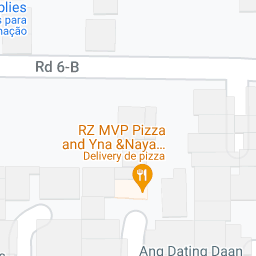 plies
s para
nação
Rd 6-B
RZ MVP Pizza
and Yna &Naya...
Delivery de pizza
Ang Dating Daan